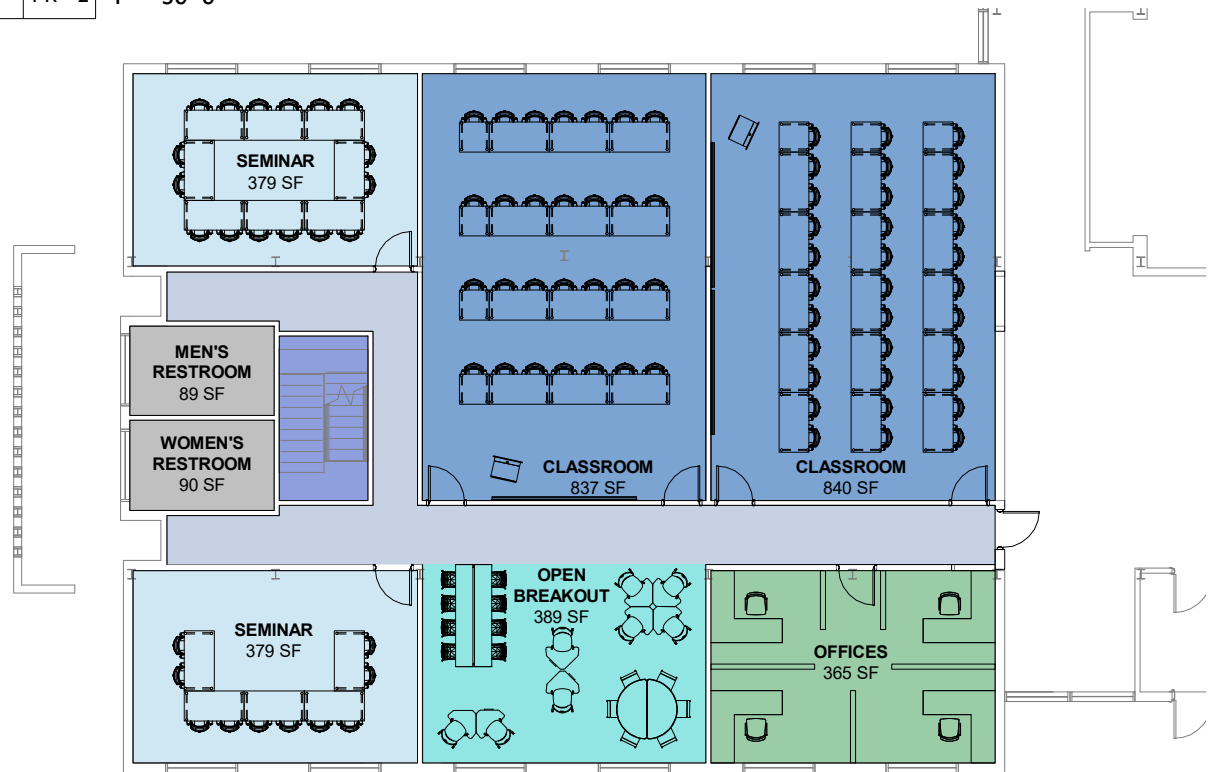 SEMINAR
379 SF
MEN'S
RESTROOM
89 SF
WOMEN'S
RESTROOM
90 SF
CLASSROOM
837 SF
CLASSROOM
840 SF
SEMINAR
379 SF
OPEN
BREAKOUT
389 SF
OFFICES
365 SF